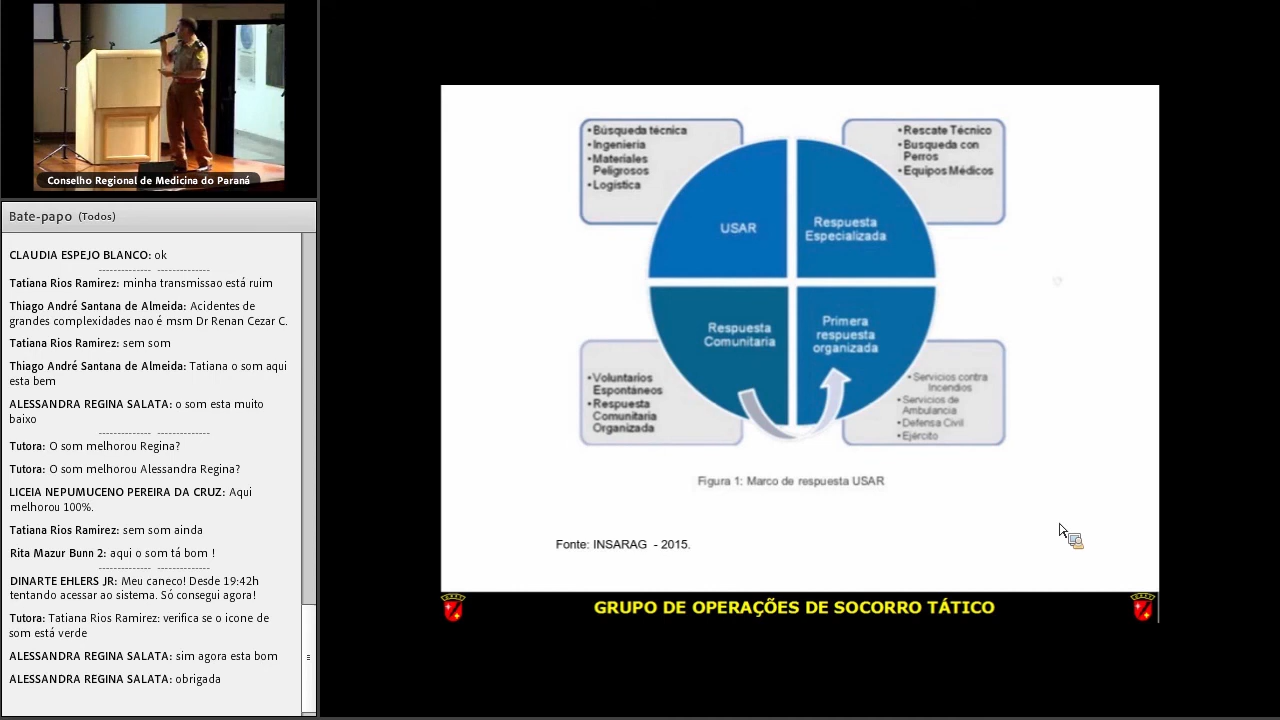 Conselho Regional de Medicina do Paraná
Bate-papo (Todos)
CLAUDIA ESPEJO BLANCO: ok
-------------- --------------
Tatiana Rios Ramirez: minha transmissao está ruim
Thiago André Santana de Almeida: Acidentes de
grandes complexidades nao é msm Dr Renan Cezar C.
Tatiana Rios Ramirez: sem som
Thiago André Santana de Almeida: Tatiana o som aqui
esta bem
ALESSANDRA REGINA SALATA: o som esta muito
baixo
-------------- --------------
Tutora: O som melhorou Regina?
Tutora: O som melhorou Alessandra Regina?
LICEIA NEPUMUCENO PEREIRA DA CRUZ: Aqui
melhorou 100%.
Tatiana Rios Ramirez: sem som ainda
Rita Mazur Bunn 2: aqui o som tá bom !
-------------- --------------
DINARTE EHLERS JR: Meu caneco! Desde 19:42h
tentando acessar ao sistema. Só consegui agora!
Tutora: Tatiana Rios Ramirez: verifica se o icone de
som está verde
ALESSANDRA REGINA SALATA: sim agora esta bom
ALESSANDRA REGINA SALATA: obrigada
• Búsqueda técnica
• Ingenieria
• Materiales
Peligrosos
• Logística
• Rescate Técnico
• Busqueda con
Perros
• Equipos Médicos
USAR
Respuesta
Especializada
Respuesta
Comunitaria
Primera
respuesta
organizada
• Voluntarios
Espontáneos
• Respuesta
Comunitaria
Organizada
• Servicios contra
Incendios
• Servicios de
Ambulancia
• Defensa Civil
• Ejército
Figura 1: Marco de respuesta USAR
Fonte: INSARAG - 2015.
GRUPO DE OPERAÇÕES DE SOCORRO TÁTICO